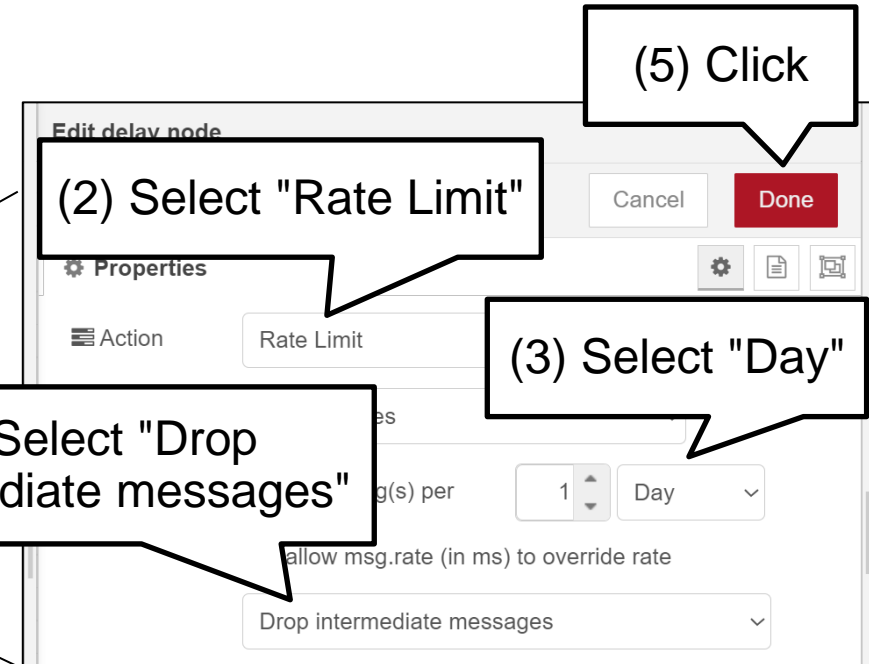 (5) Click
Edit delay node
(2) Select "Rate Limit"
Cancel
Done
Properties
Action
Rate Limit
(3) Select "Day"
es
Select "Drop
diate messages"
g(s) per
1
Day
allow msg.rate (in ms) to override rate
Drop intermediate messages